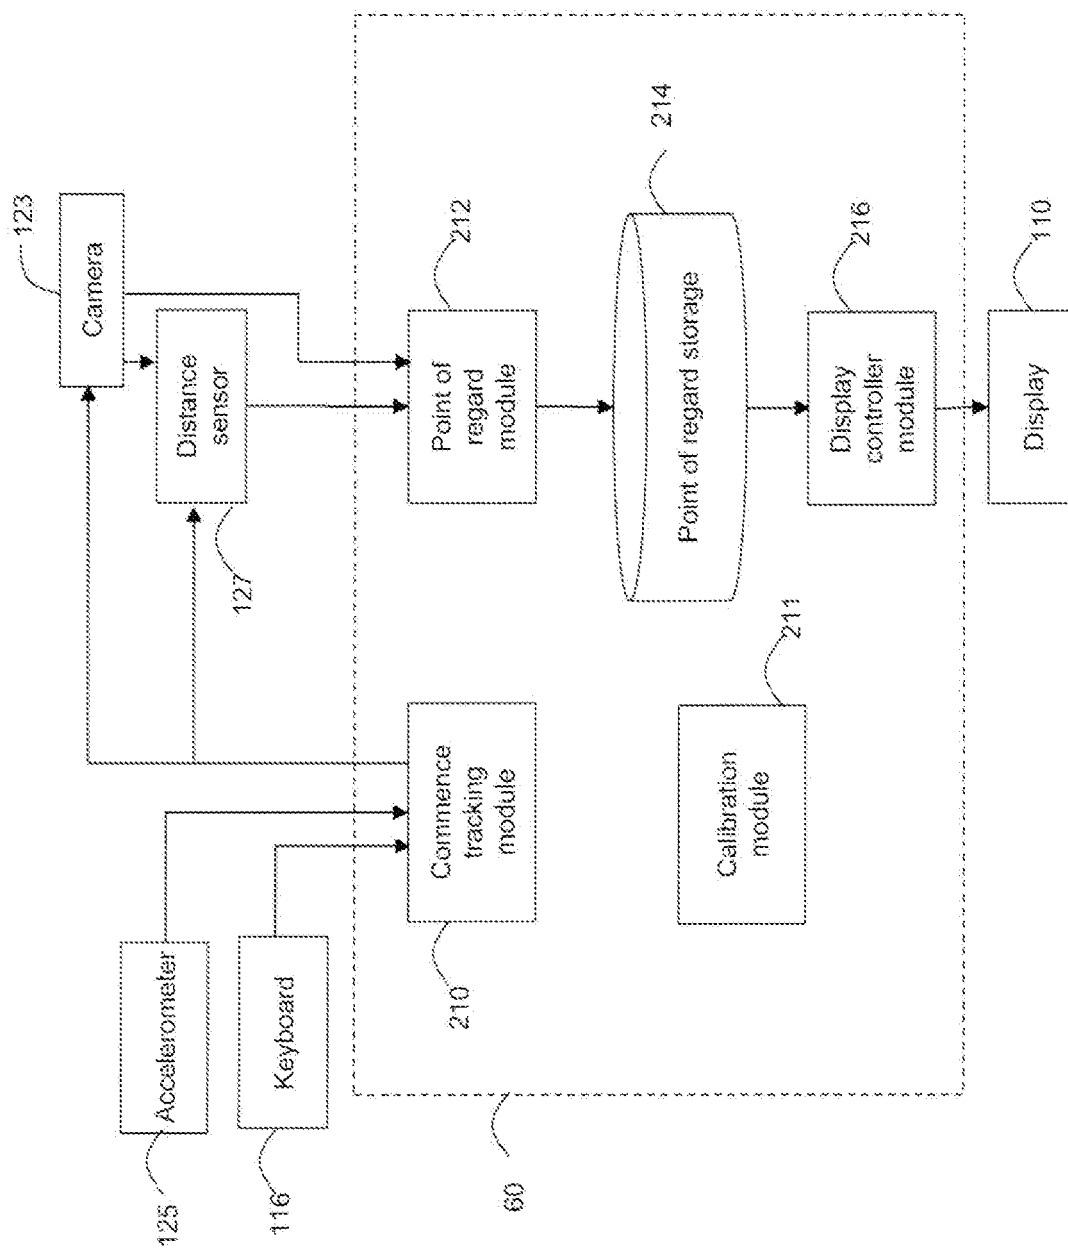 123
Camera
125
Accelerometer
Distance
sensor
127
116
Keyboard
Commence
tracking
module
210
Point of
regard
module
212
60
214
Point of regard storage
Calibration
module
211
Display
controller
module
216
Display
110